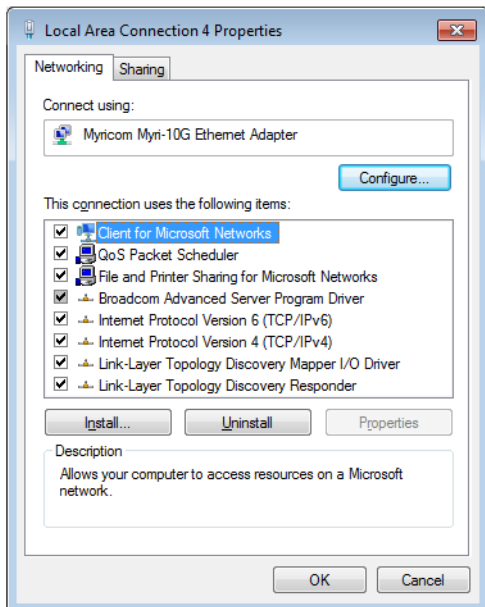 Local Area Connection 4 Properties
Networking
Sharing
Connect using:
Myricom Myri-10G Ethernet Adapter
Configure...
This connection uses the following items:
Client for Microsoft Networks
QoS Packet Scheduler
File and Printer Sharing for Microsoft Networks
Broadcom Advanced Server Program Driver
Internet Protocol Version 6 (TCP/IPv6)
Internet Protocol Version 4 (TCP/IPv4)
Link-Layer Topology Discovery Mapper I/O Driver
Link-Layer Topology Discovery Responder
Install...
Uninstall
Properties
Description
Allows your computer to access resources on a Microsoft
network.
OK
Cancel